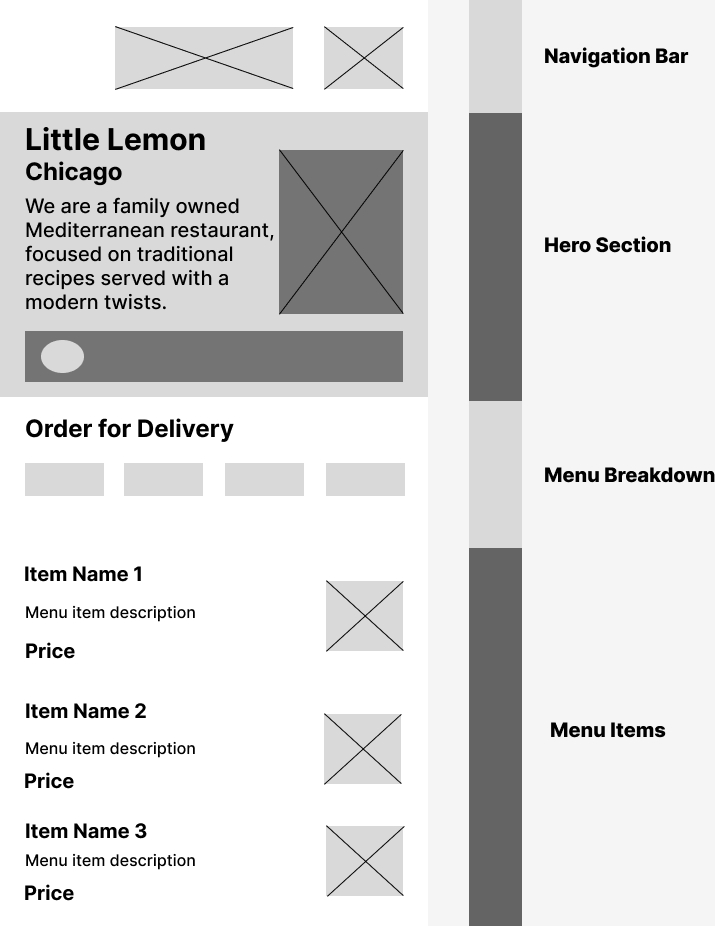 Navigation Bar
Little Lemon
Chicago
We are a family owned
Mediterranean restaurant,
focused on traditional
recipes served with a
modern twists.
Hero Section
Order for Delivery
Menu Breakdown
Item Name 1
Menu item description
Price
Item Name 2
Menu item description
Price
Menu Items
Item Name 3
Menu item description
Price